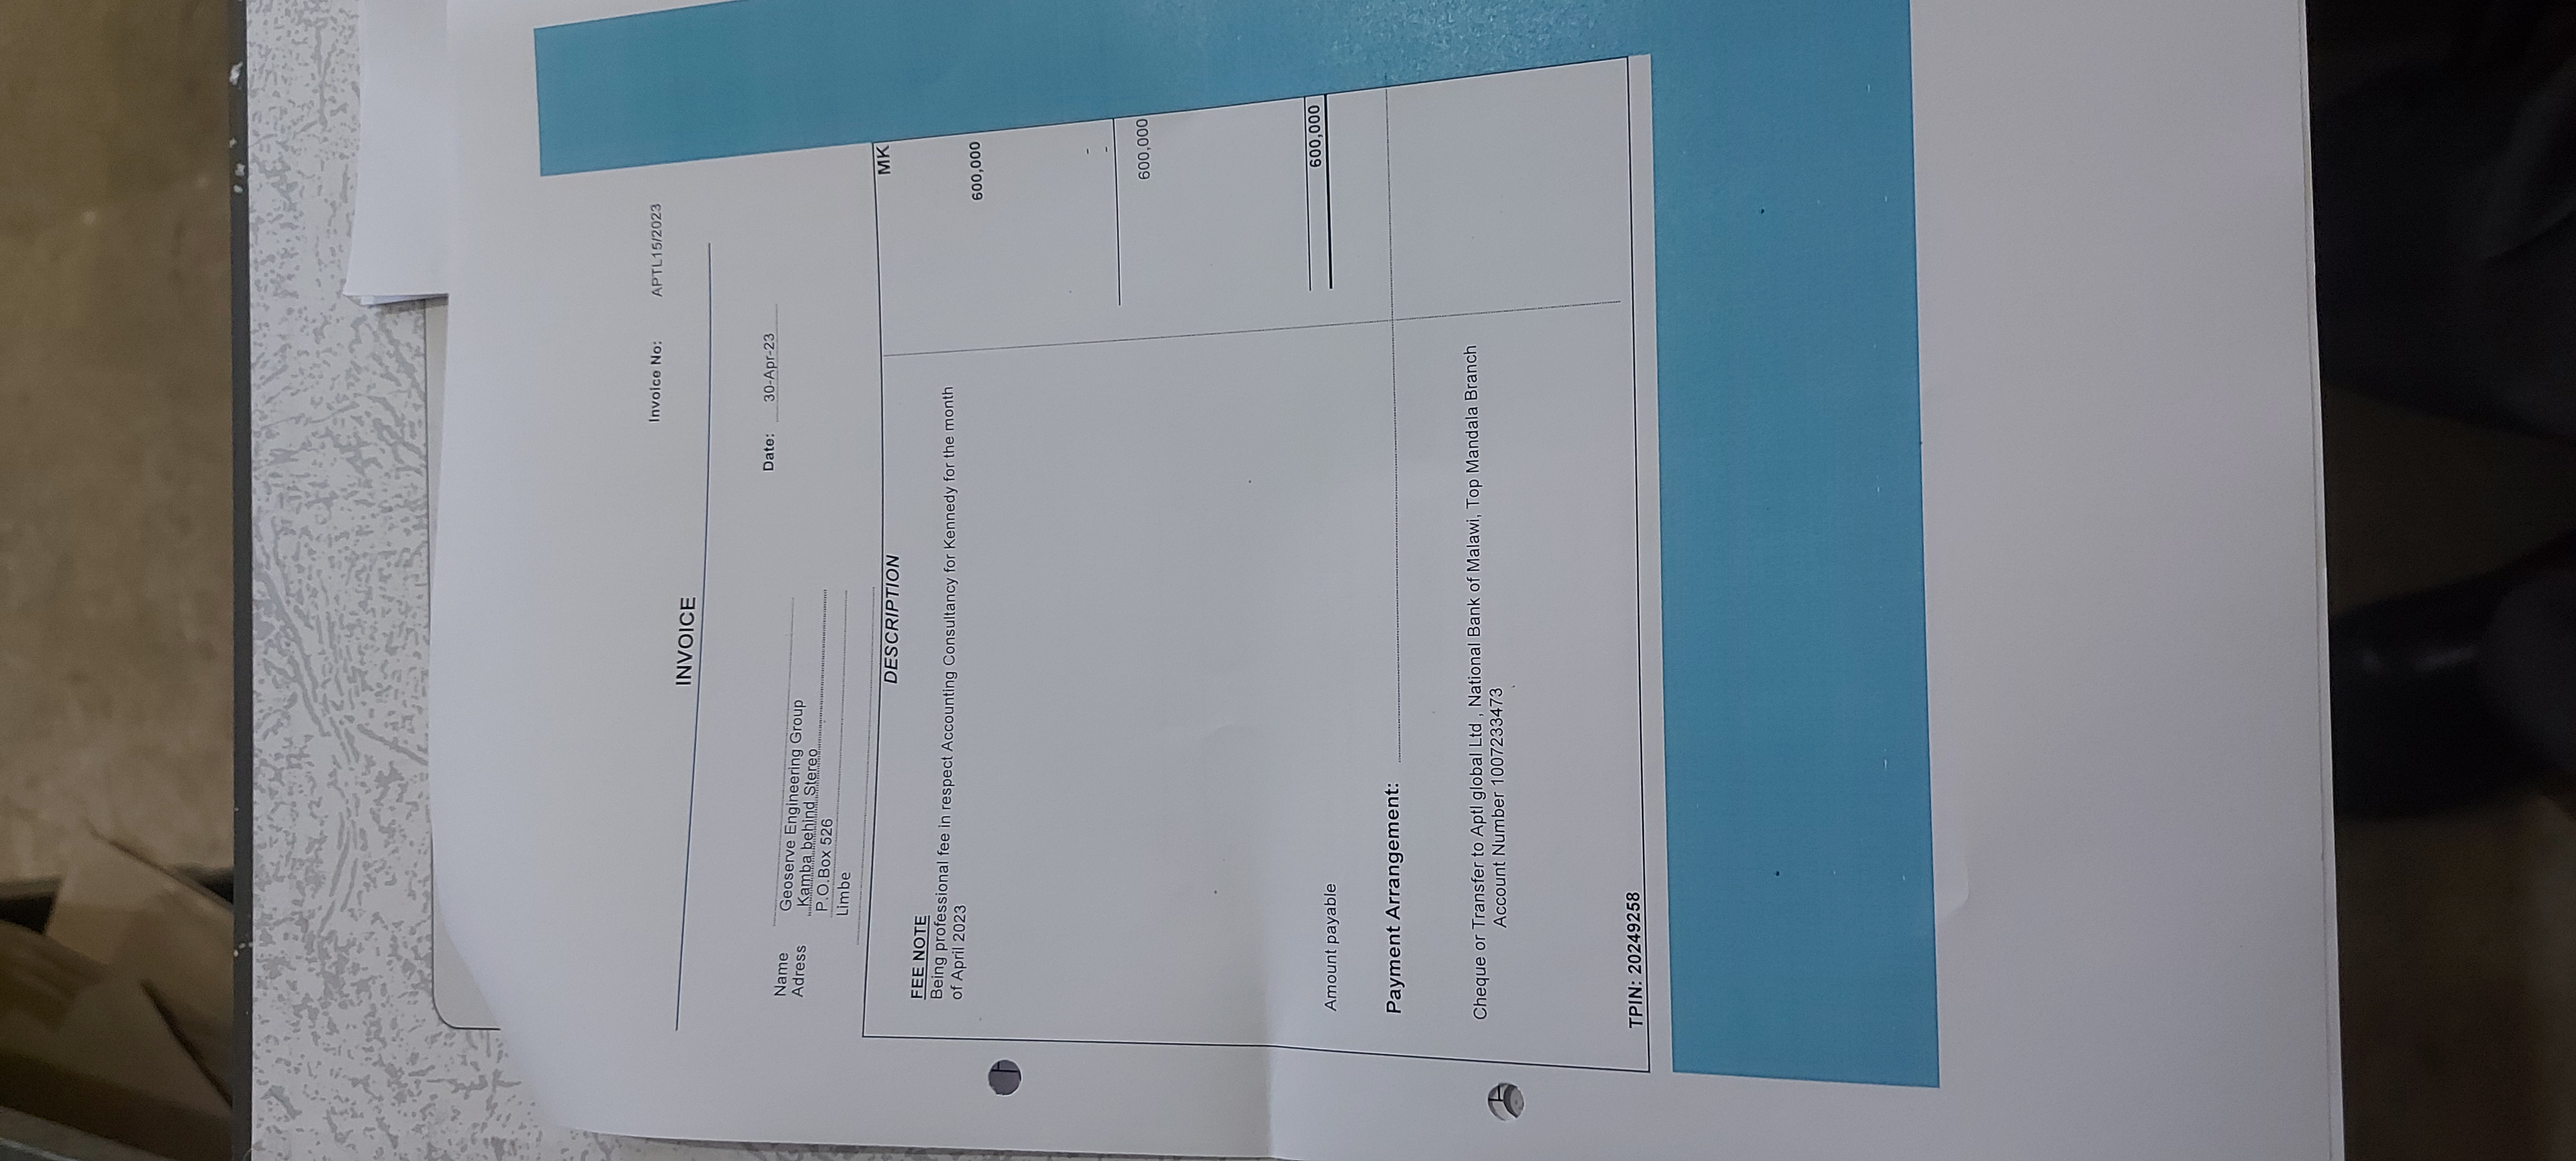 Invoice No: APTL15/2023
INVOICE
Date: 30-Apr-23
Name Geoserve Engineering Group
Adress Kamba behind Stereo
P.O.Box 526
Limbe
DESCRIPTION MK
FEE NOTE
Being professional fee in respect Accounting Consultancy for Kennedy for the month
of April 2023
600,000
-
-
600,000
Amount payable 600,000
Payment Arrangement:
Cheque or Transfer to Aptl global Ltd , National Bank of Malawi, Top Mandala Branch
Account Number 1007233473
TPIN: 20249258